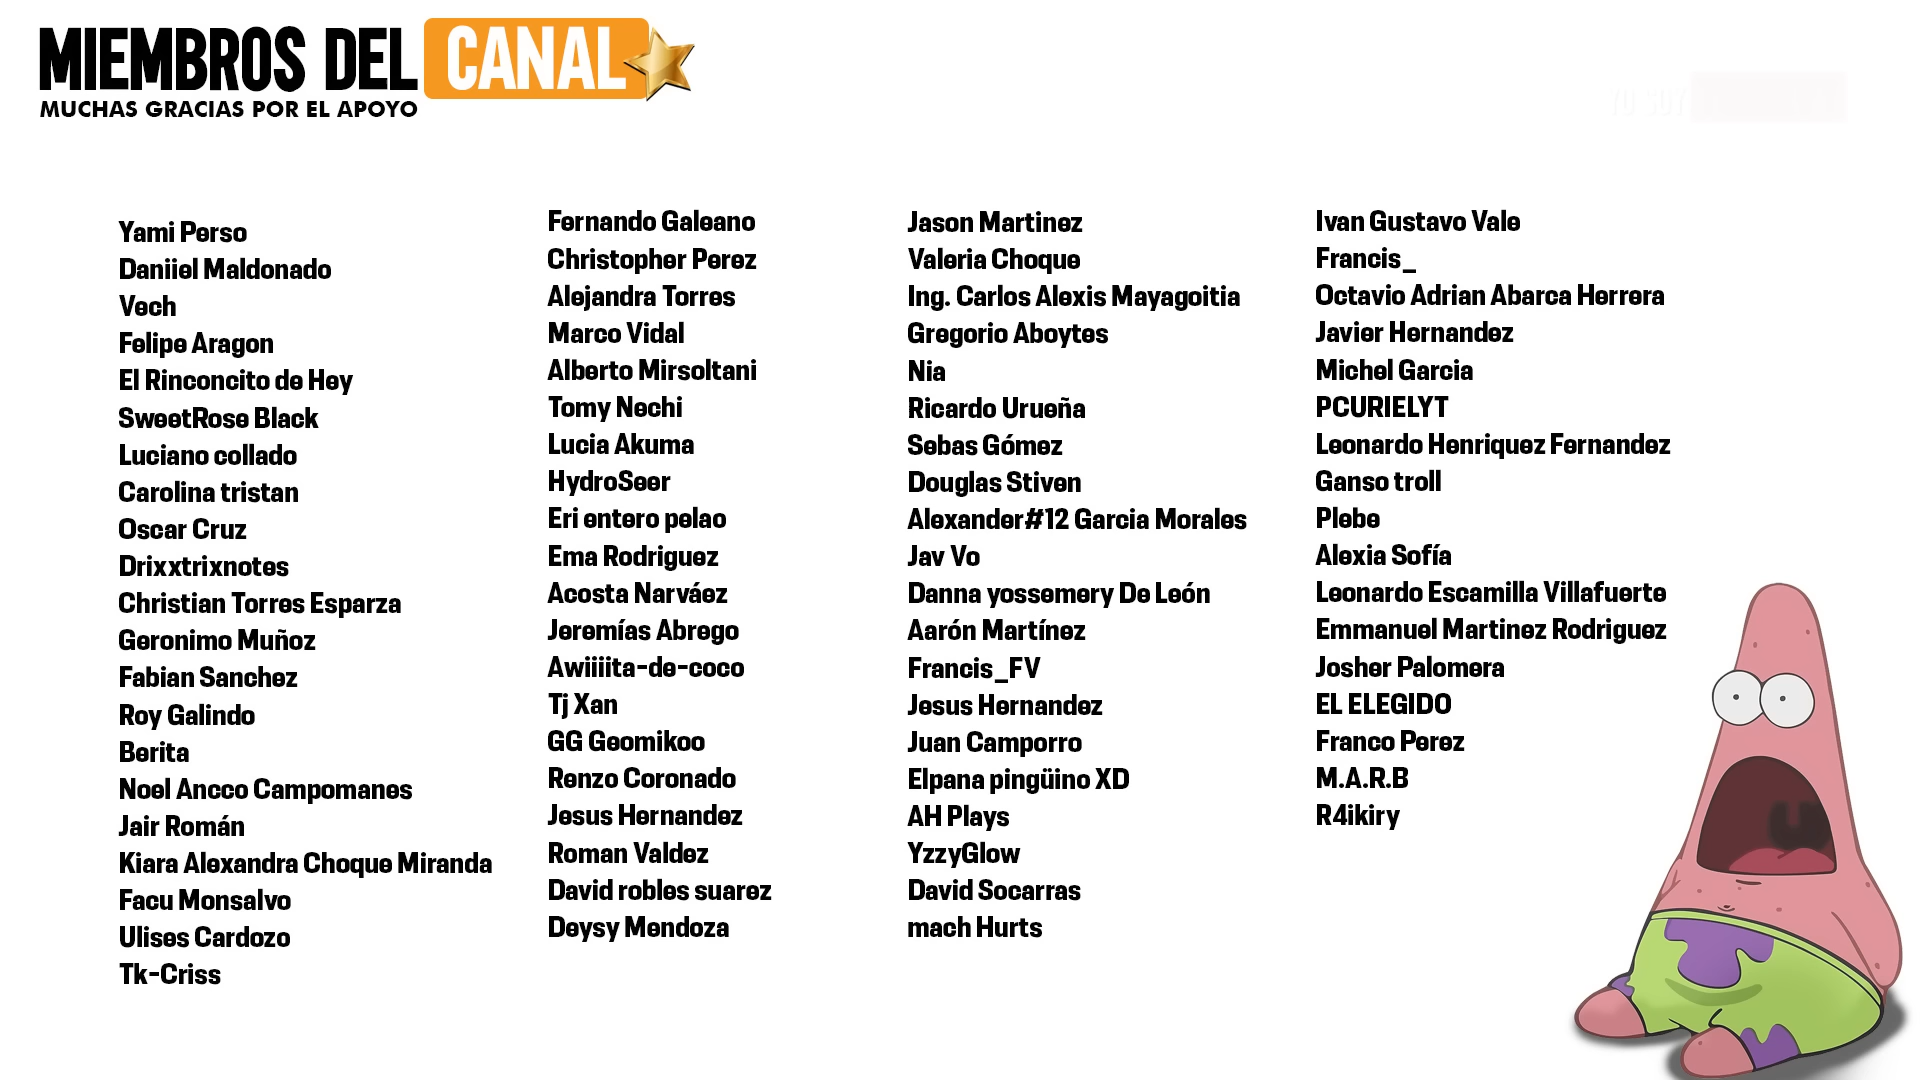 MIEMBROS DEL CANAL
MUCHAS GRACIAS POR EL APOYO
YO SOY
Yami Perso
Daniiel Maldonado
Vech
Felipe Aragon
El Rinconcito de Hey
SweetRose Black
Luciano collado
Carolina tristan
Oscar Cruz
Drixxtrixnotes
Christian Torres Esparza
Geronimo Muñoz
Fabian Sanchez
Roy Galindo
Berita
Noel Ancco Campomanes
Jair Román
Kiara Alexandra Choque Miranda
Facu Monsalvo
Ulises Cardozo
Tk-Criss
Fernando Galeano
Christopher Perez
Alejandra Torres
Marco Vidal
Alberto Mirsoltani
Tomy Nechi
Lucia Akuma
HydroSeer
Eri entero pelao
Ema Rodriguez
Acosta Narváez
Jeremías Abrego
Awiiiita-de-coco
Tj Xan
GG Geomikoo
Renzo Coronado
Jesus Hernandez
Roman Valdez
David robles suarez
Deysy Mendoza
Jason Martinez
Valeria Choque
Ing. Carlos Alexis Mayagoitia
Gregorio Aboytes
Nia
Ricardo Urueña
Sebas Gómez
Douglas Stiven
Alexander#12 Garcia Morales
Jav Vo
Danna yossemery De León
Aarón Martínez
Francis_FV
Jesus Hernandez
Juan Camporro
Elpana pingüino XD
AH Plays
YzzyGlow
David Socarras
mach Hurts
Ivan Gustavo Vale
Francis_
Octavio Adrian Abarca Herrera
Javier Hernandez
Michel Garcia
PCURIELYT
Leonardo Henriquez Fernandez
Ganso troll
Plebe
Alexia Sofía
Leonardo Escamilla Villafuerte
Emmanuel Martinez Rodriguez
Josher Palomera
EL ELEGIDO
Franco Perez
M.A.R.B
R4ikiry